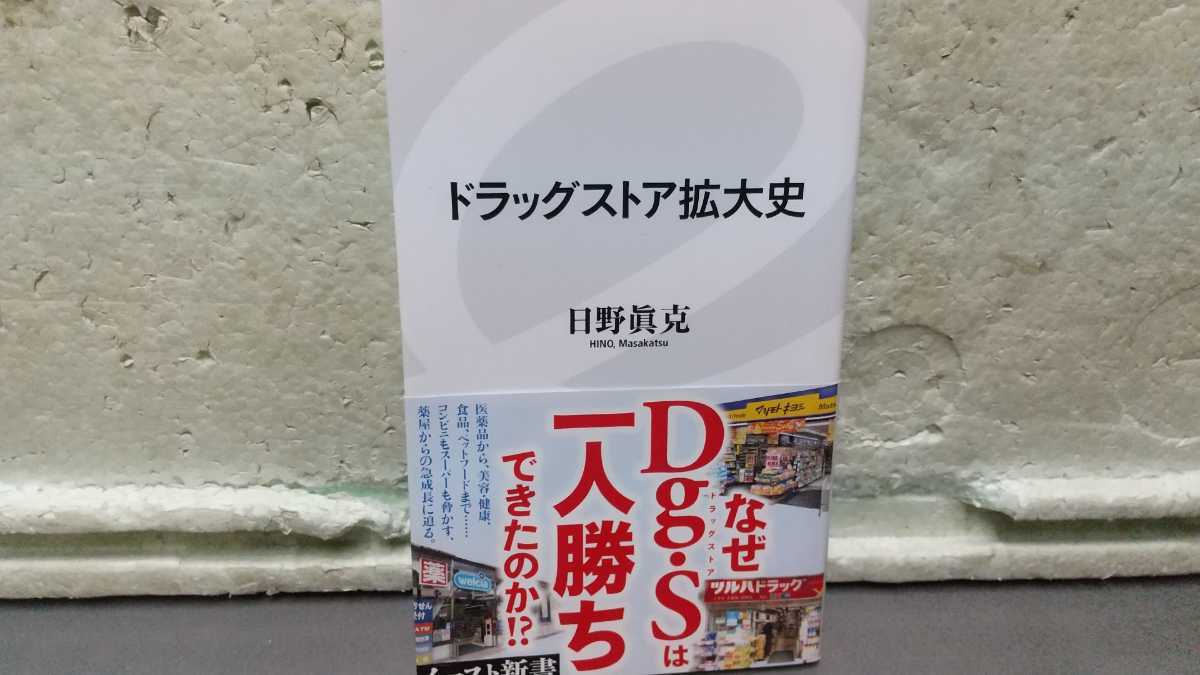 ドラッグストア拡大史
日野眞克
HINO, Masakatsu
なぜ
Dg・Sは
ドラッグストア
一人勝ち
できたのか!?
医薬品から、美容・健康、
食品、ペットフードまで……
コンビニもスーパーも脅かす、
薬屋からの急成長に迫る。
マツモトキヨシ
薬
welcia
ツルハドラッグ
イースト新書